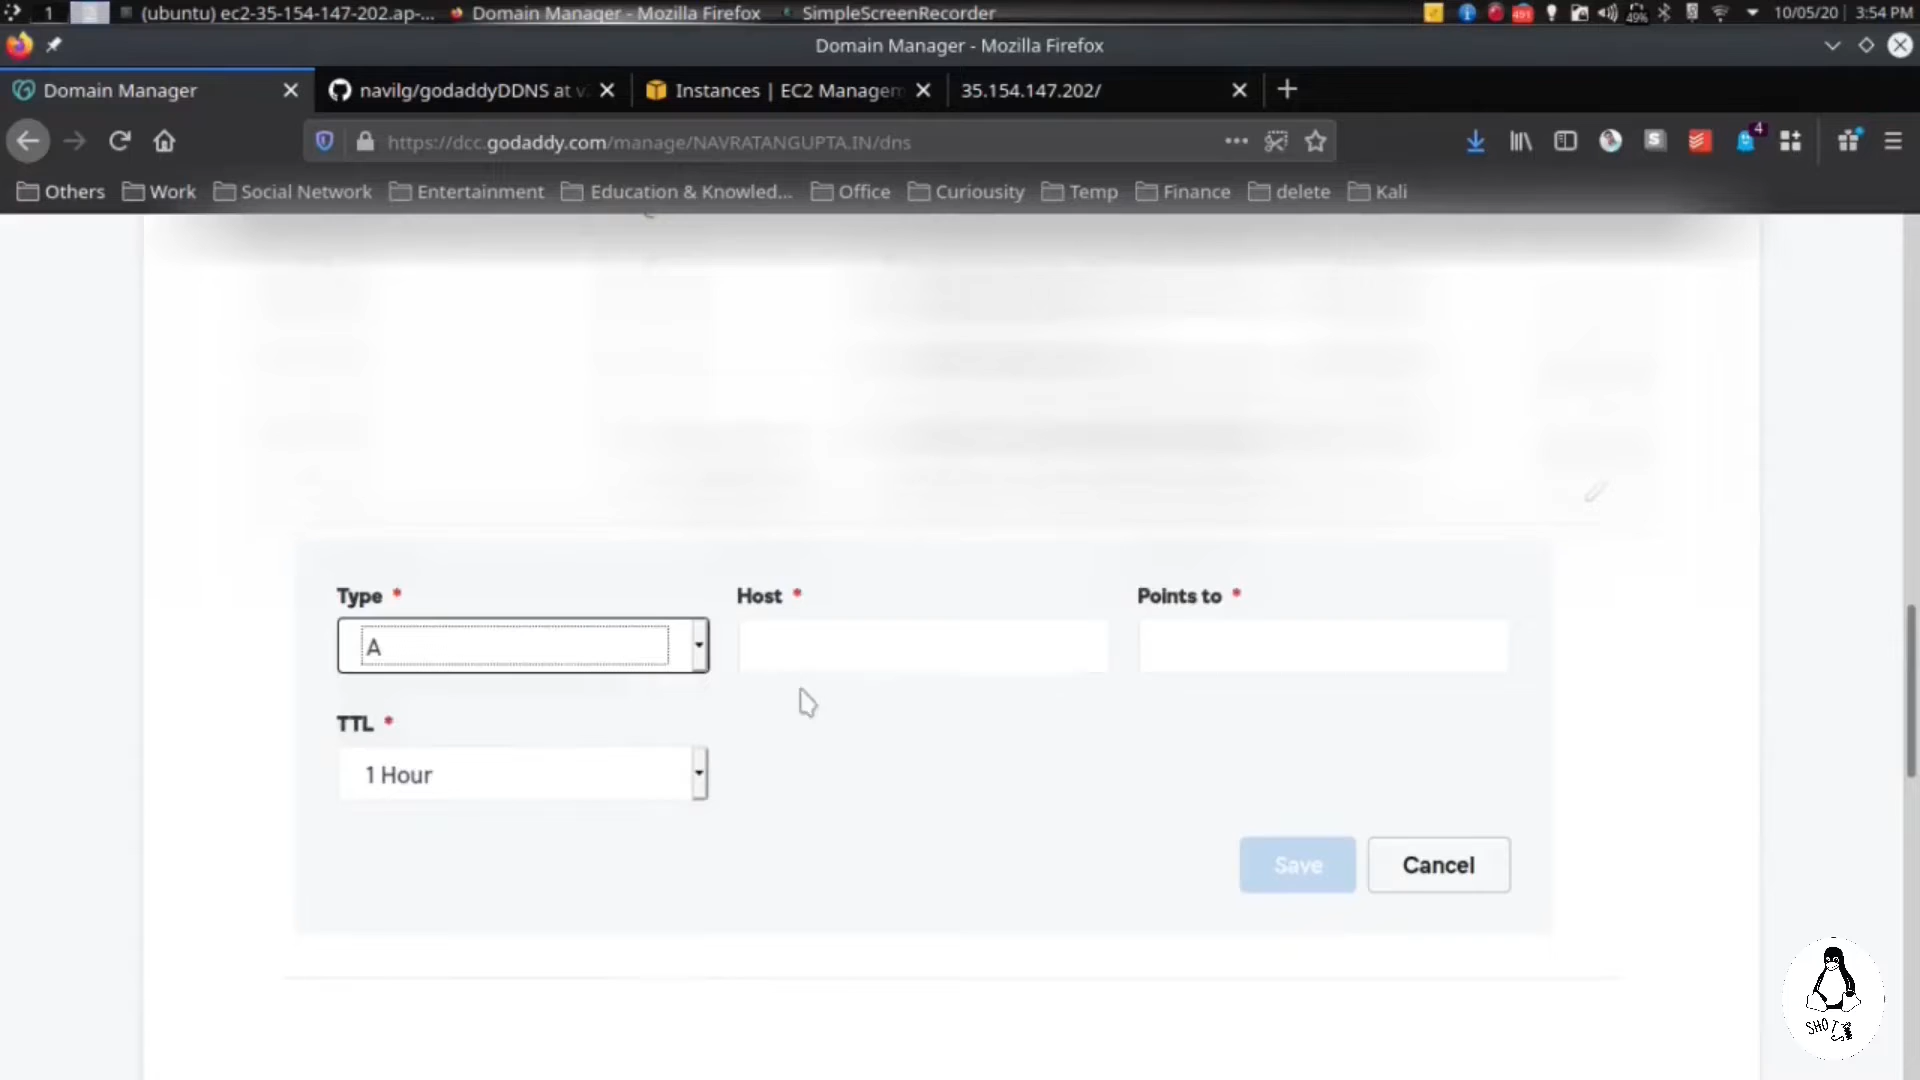 1 (ubuntu) ec2-35-154-147-202.ap-... Domain Manager - Mozilla Firefox SimpleScreenRecorder 491 49% 10/05/20 3:54 PM
Domain Manager - Mozilla Firefox
Domain Manager navilg/godaddyDDNS at v. Instances | EC2 Managem 35.154.147.202/
https://dcc.godaddy.com/manage/NAVRATANGUPTA.IN/dns S 4
Others Work Social Network Entertainment Education & Knowled... Office Curiousity Temp Finance delete Kali
Type * Host * Points to *
A
TTL *
1 Hour
Save Cancel